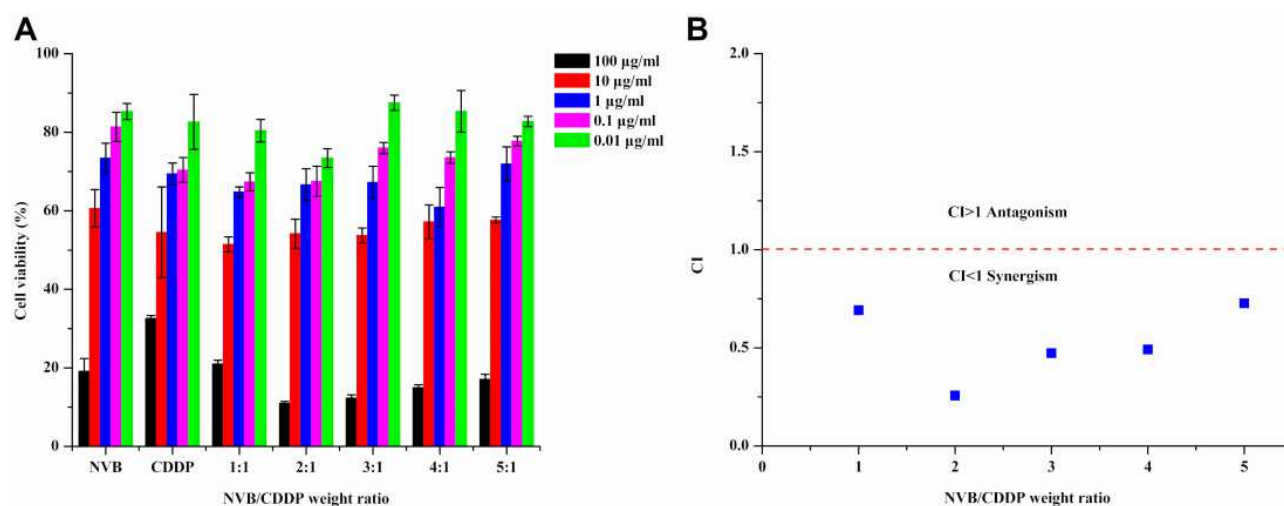 A
100
80
60
40
20
0
Cell viability (%)
NVB CDDP 1:1 2:1 3:1 4:1 5:1
NVB/CDDP weight ratio
100 µg/ml
10 µg/ml
1 µg/ml
0.1 µg/ml
0.01 µg/ml
B
2.0
1.5
1.0
0.5
0.0
CI
CI>1 Antagonism
CI<1 Synergism
0 1 2 3 4 5
NVB/CDDP weight ratio